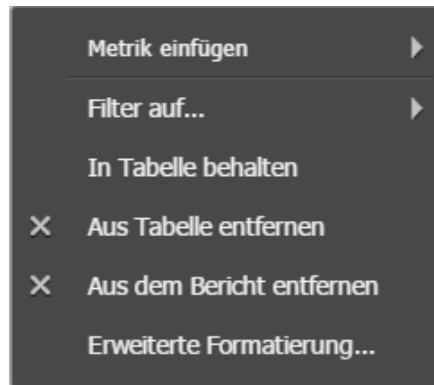 Metrik einfügen
Filter auf...
In Tabelle behalten
Aus Tabelle entfernen
Aus dem Bericht entfernen
Erweiterte Formatierung...